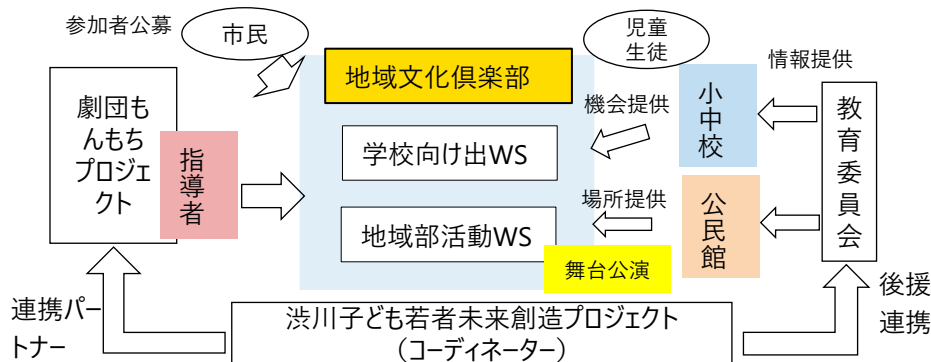 参加者公募
市民
児童
生徒
地域文化倶楽部
情報提供
劇団もんもち
んもち
プロジェ
クト
指導者
学校向け出WS
地域部活動WS
機会提供
場所提供
小中校
公民館
教育委員会
舞台公演
連携パー
トナー
渋川子ども若者未来創造プロジェクト
（コーディネーター）
後援
連携